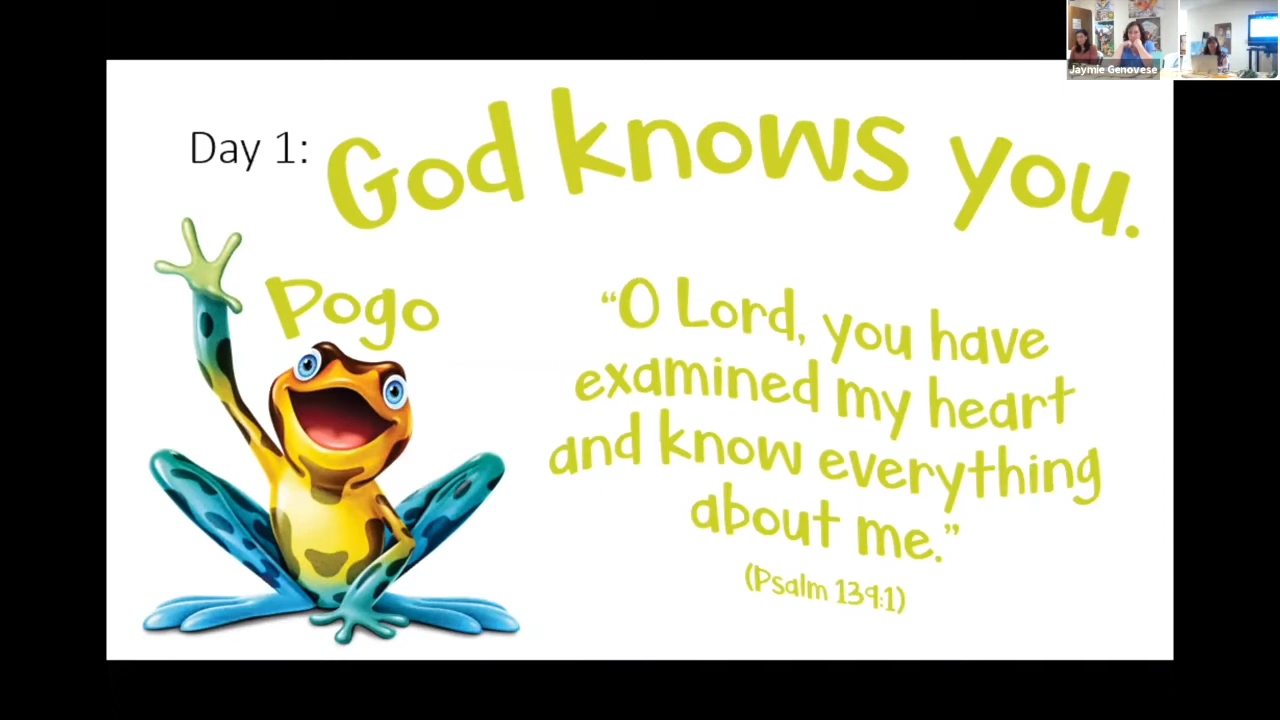 Jaymie Genovese
Day 1: God knows you.
Pogo
“O Lord, you have
examined my heart
and know everything
about me.”
(Psalm 139:1)